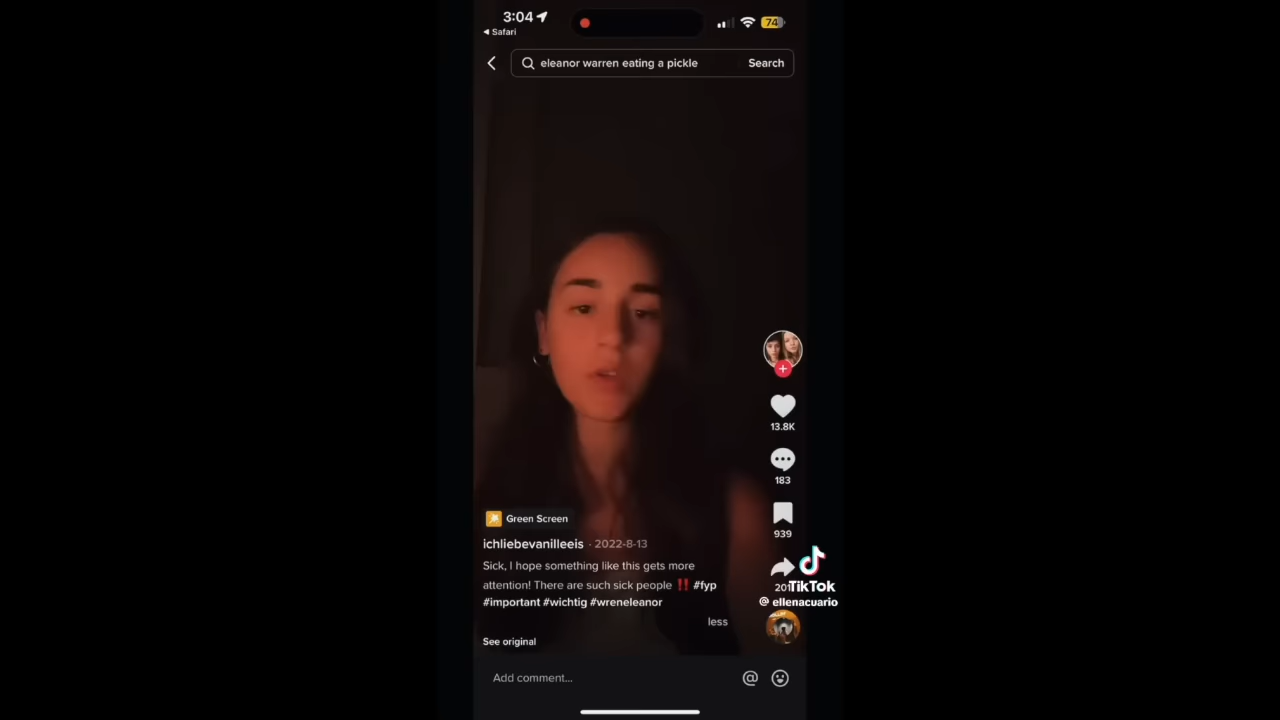 3:04
74
Safari
eleanor warren eating a pickle
Search
13.8K
183
939
Green Screen
ichliebevanilleeis · 2022-8-13
Sick, I hope something like this gets more
attention! There are such sick people ‼️ #fyp
#important #wichtig #wreneleanor
201
TikTok
@ ellenacuario
less
See original
Add comment...
@